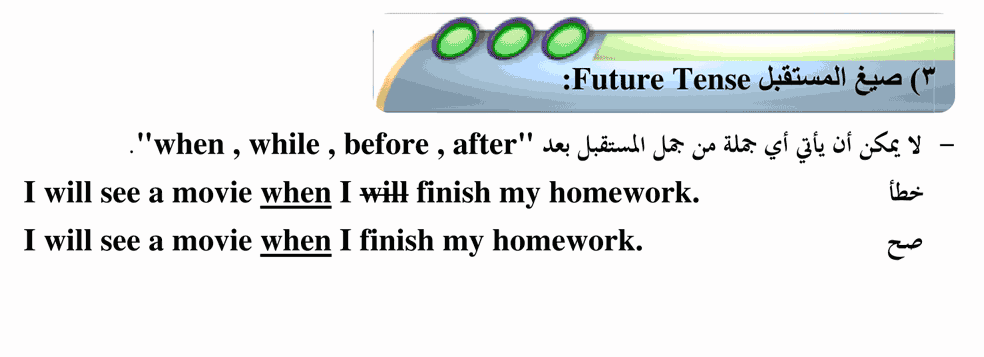 ٣) صيغ المستقبل Future Tense:
– لا يمكن أن يأتي أي جملة من جمل المستقبل بعد "when , while , before , after".
I will see a movie when I will finish my homework. خطأ
I will see a movie when I finish my homework. صح